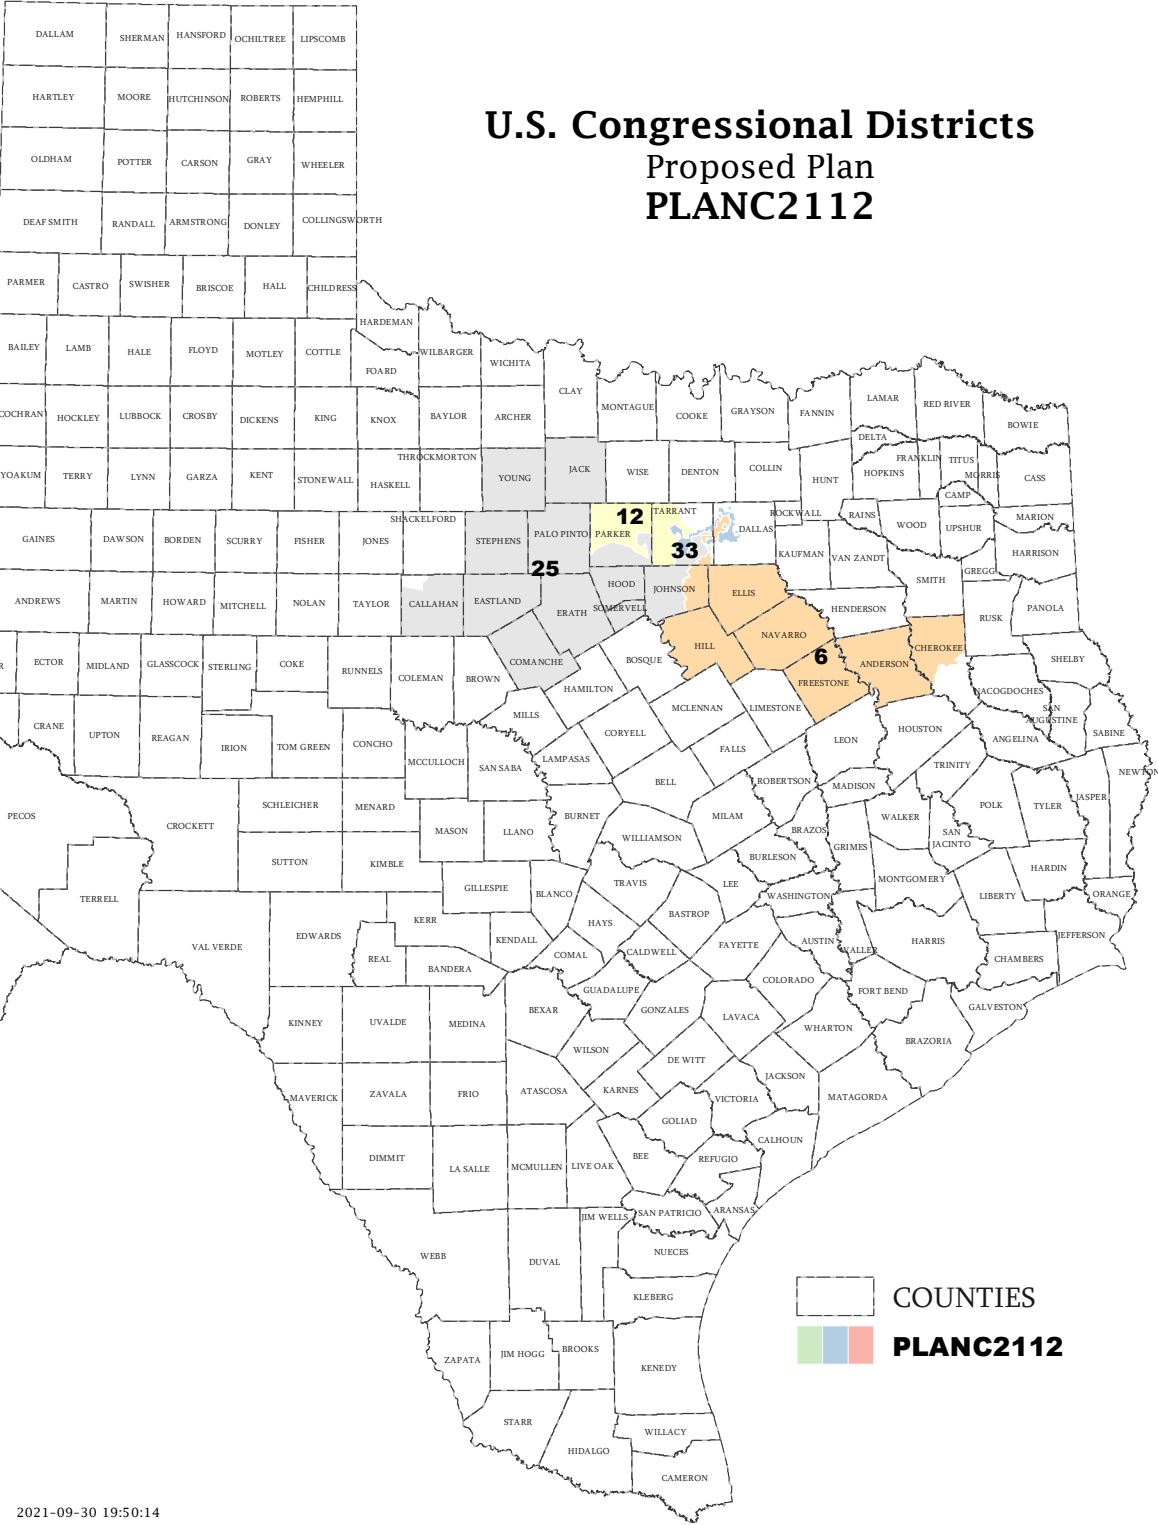 U.S. Congressional Districts
Proposed Plan
PLANC2112
DALLAM
SHERMAN
HANSFORD
OCHILTREE
LIPSCOMB
HARTLEY
MOORE
HUTCHINSON
ROBERTS
HEMPHILL
OLDHAM
POTTER
CARSON
GRAY
WHEELER
DEAF SMITH
RANDALL
ARMSTRONG
DONLEY
COLLINGSWORTH
PARMER
CASTRO
SWISHER
BRISCOE
HALL
CHILDRESS
HARDEMAN
BAILEY
LAMB
HALE
FLOYD
MOTLEY
COTTLE
FOARD
WILBARGER
WICHITA
CLAY
MONTAGUE
COOKE
GRAYSON
FANNIN
LAMAR
RED RIVER
BOWIE
COCHRAN
HOCKLEY
LUBBOCK
CROSBY
DICKENS
KING
KNOX
BAYLOR
ARCHER
DELTA
YOAKUM
TERRY
LYNN
GARZA
KENT
STONEWALL
HASKELL
THROCKMORTON
YOUNG
JACK
WISE
DENTON
COLLIN
HUNT
HOPKINS
FRANKLIN
TITUS
MORRIS
CASS
CAMP
GAINES
DAWSON
BORDEN
SCURRY
FISHER
JONES
SHACKELFORD
STEPHENS
PALO PINTO
PARKER
12
TARRANT
33
DALLAS
ROCKWALL
KAUFMAN
RAINS
WOOD
UPSHUR
MARION
VAN ZANDT
HARRISON
GREGG
SMITH
25
ANDREWS
MARTIN
HOWARD
MITCHELL
NOLAN
TAYLOR
CALLAHAN
EASTLAND
ERATH
HOOD
SOMERVELL
JOHNSON
ELLIS
HENDERSON
RUSK
PANOLA
R
ECTOR
MIDLAND
GLASSCOCK
STERLING
COKE
RUNNELS
COLEMAN
BROWN
COMANCHE
BOSQUE
HILL
NAVARRO
6
FREESTONE
ANDERSON
CHEROKEE
SHELBY
NACOGDOCHES
HAMILTON
MILLS
MCLENNAN
LIMESTONE
SAN
AUGUSTINE
SABINE
CRANE
UPTON
REAGAN
IRION
TOM GREEN
CONCHO
MCCULLOCH
SAN SABA
LAMPASAS
CORYELL
FALLS
LEON
HOUSTON
ANGELINA
TRINITY
NEWTON
PECOS
CROCKETT
SCHLEICHER
MENARD
MASON
LLANO
BURNET
BELL
MILAM
ROBERTSON
MADISON
WALKER
POLK
TYLER
JASPER
SAN
JACINTO
SUTTON
KIMBLE
WILLIAMSON
BRAZOS
GRIMES
BURLESON
MONTGOMERY
LIBERTY
HARDIN
ORANGE
TERRELL
VAL VERDE
EDWARDS
KERR
GILLESPIE
BLANCO
TRAVIS
LEE
WASHINGTON
REAL
KENDALL
HAYS
BASTROP
FAYETTE
AUSTIN
WALLER
HARRIS
JEFFERSON
CHAMBERS
BANDERA
COMAL
CALDWELL
GUADALUPE
COLORADO
FORT BEND
GALVESTON
KINNEY
UVALDE
MEDINA
BEXAR
GONZALES
LAVACA
WHARTON
BRAZORIA
WILSON
DE WITT
MAVERICK
ZAVALA
FRIO
ATASCOSA
KARNES
JACKSON
VICTORIA
MATAGORDA
GOLIAD
CALHOUN
DIMMIT
LA SALLE
MCMULLEN
LIVE OAK
BEE
REFUGIO
JIM WELLS
SAN PATRICIO
ARANSAS
WEBB
DUVAL
NUECES
KLEBERG
ZAPATA
JIM HOGG
BROOKS
KENEDY
STARR
HIDALGO
WILLACY
CAMERON
COUNTIES
PLANC2112
2021-09-30 19:50:14